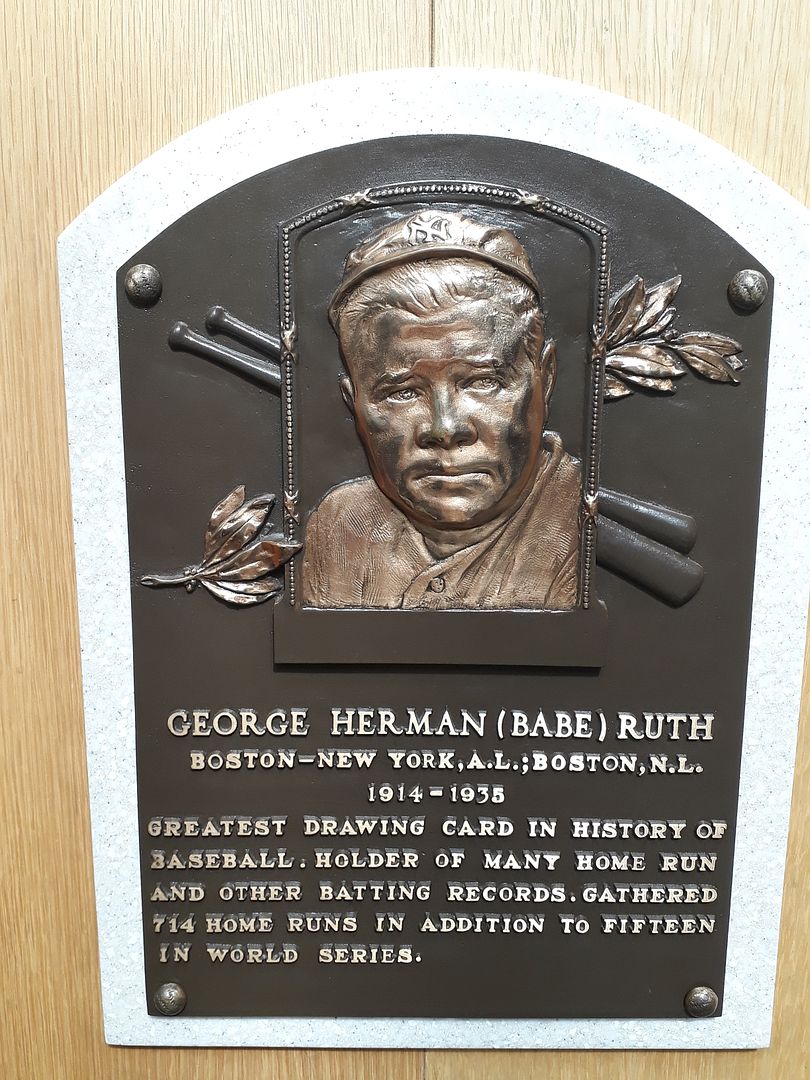 NY
GEORGE HERMAN (BABE) RUTH
BOSTON–NEW YORK, A.L.; BOSTON, N.L.
1914 – 1935
GREATEST DRAWING CARD IN HISTORY OF
BASEBALL. HOLDER OF MANY HOME RUN
AND OTHER BATTING RECORDS. GATHERED
714 HOME RUNS IN ADDITION TO FIFTEEN
IN WORLD SERIES.